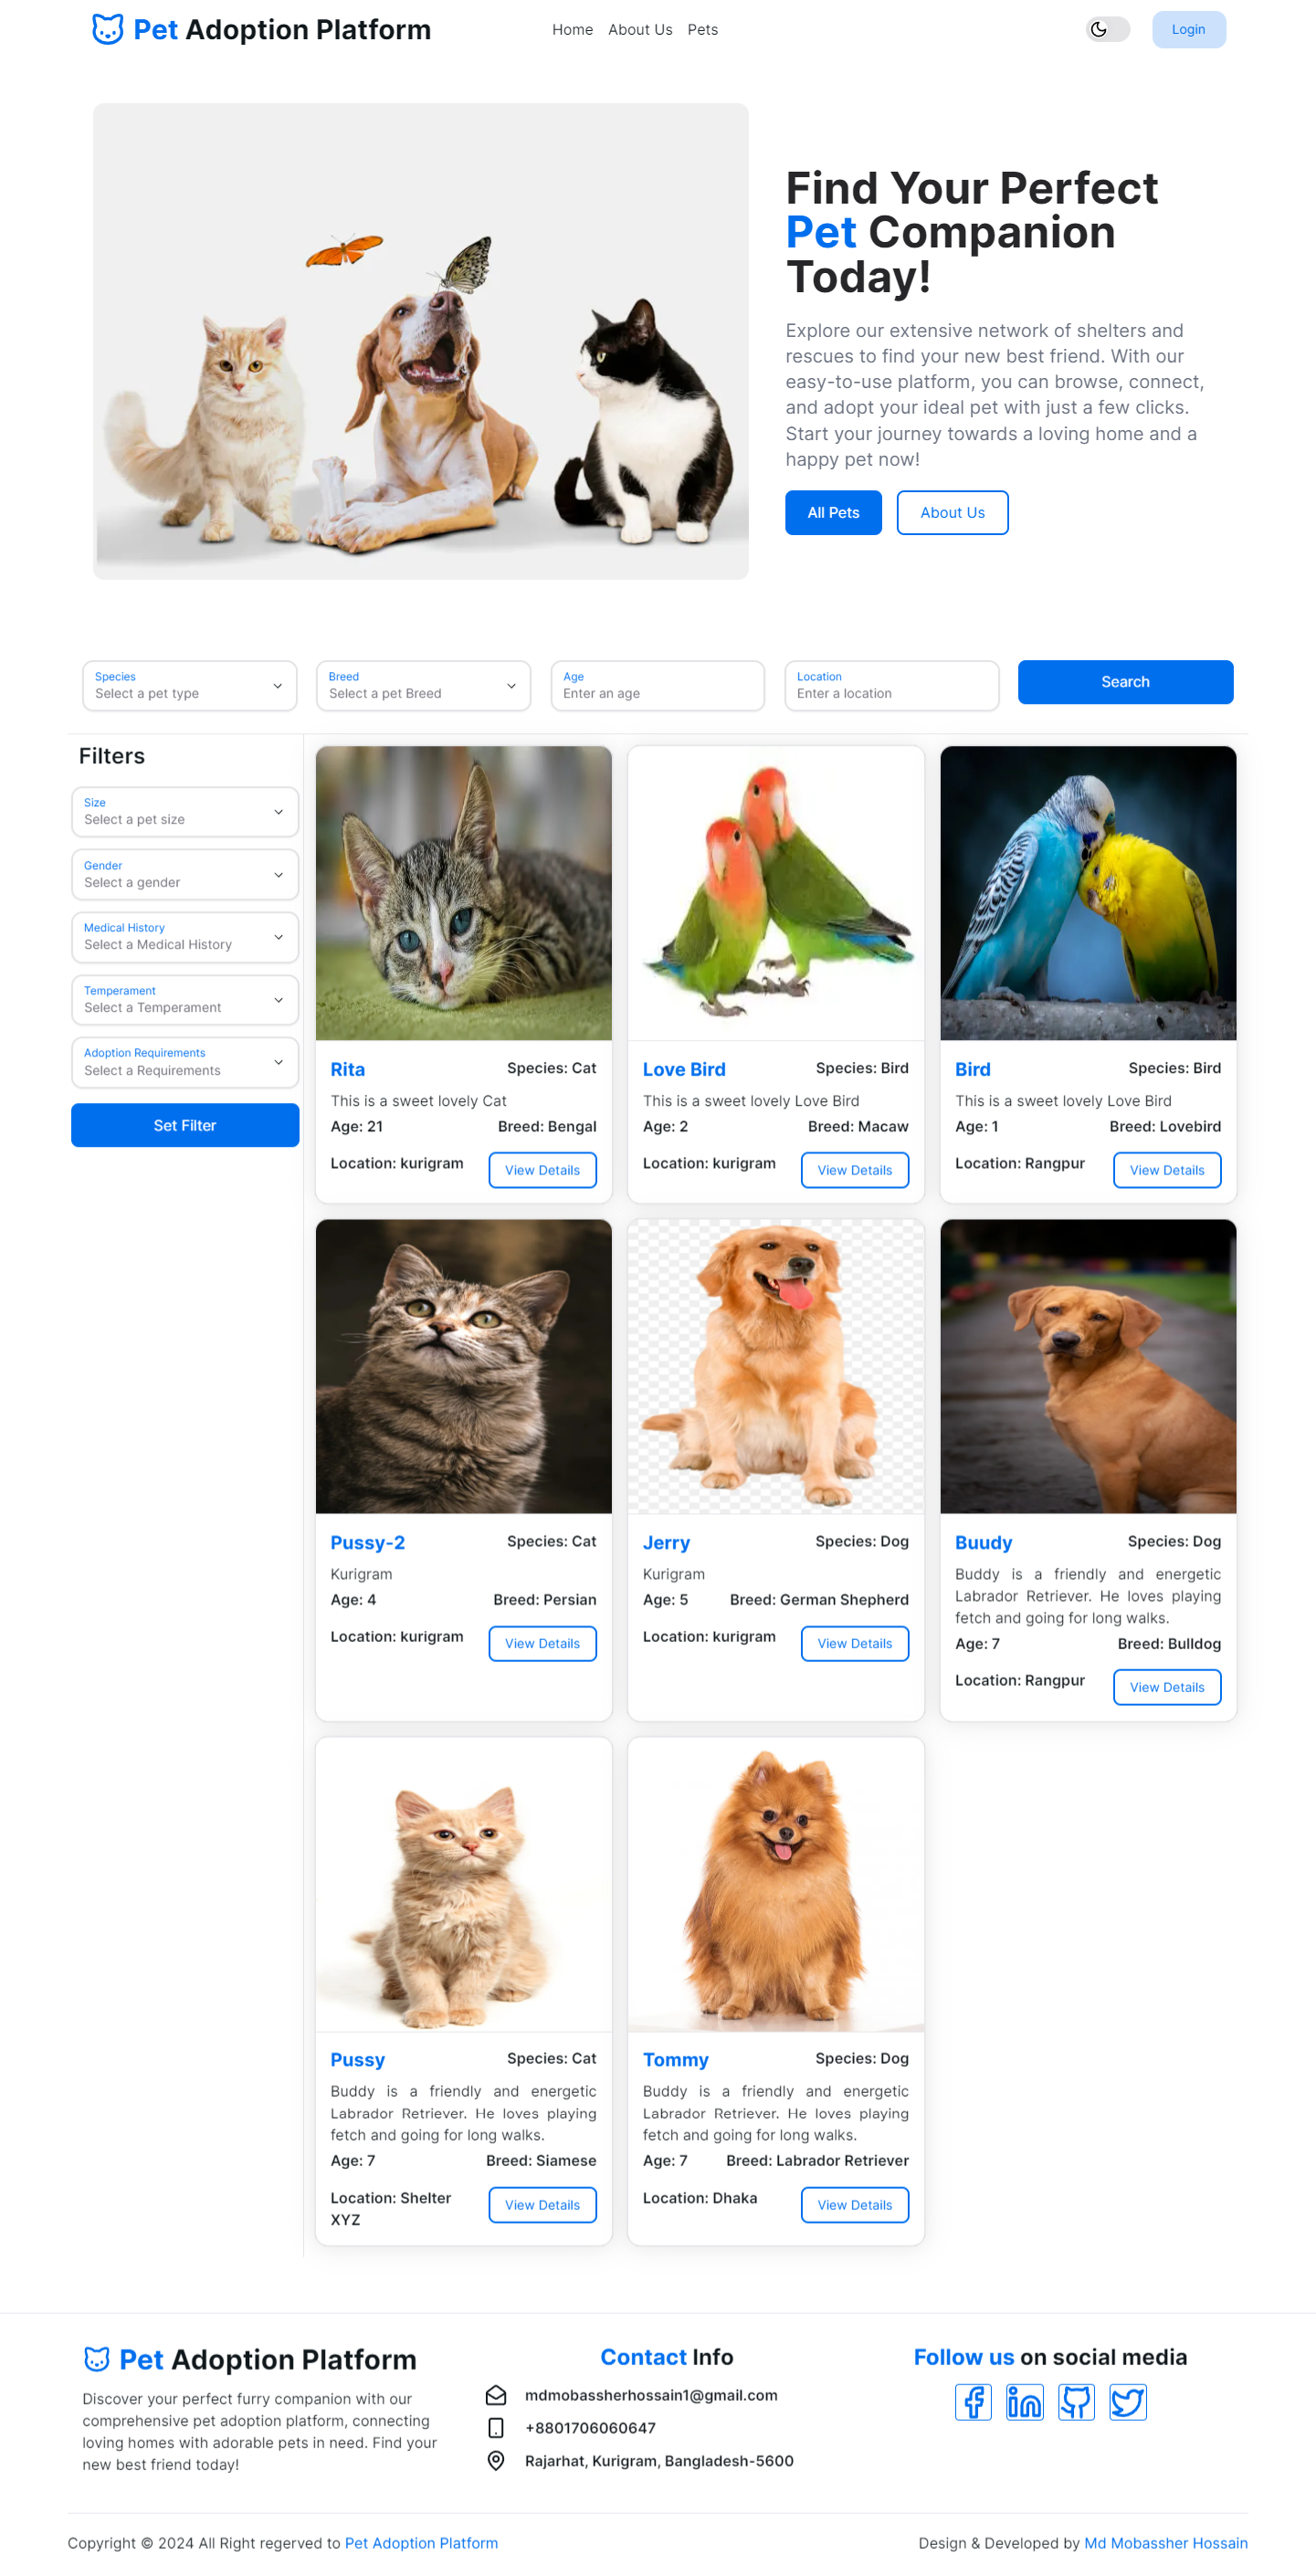 Pet Adoption Platform
Home About Us Pets
Login
Find Your Perfect
Pet Companion
Today!
Explore our extensive network of shelters and
rescues to find your new best friend. With our
easy-to-use platform, you can browse, connect,
and adopt your ideal pet with just a few clicks.
Start your journey towards a loving home and a
happy pet now!
All Pets About Us
Species
Select a pet type
Breed
Select a pet Breed
Age
Enter an age
Location
Enter a location
Search
Filters
Size
Select a pet size
Gender
Select a gender
Medical History
Select a Medical History
Temperament
Select a Temperament
Adoption Requirements
Select a Requirements
Set Filter
Rita Species: Cat
This is a sweet lovely Cat
Age: 21 Breed: Bengal
Location: kurigram View Details
Love Bird Species: Bird
This is a sweet lovely Love Bird
Age: 2 Breed: Macaw
Location: kurigram View Details
Bird Species: Bird
This is a sweet lovely Love Bird
Age: 1 Breed: Lovebird
Location: Rangpur View Details
Pussy-2 Species: Cat
Kurigram
Age: 4 Breed: Persian
Location: kurigram View Details
Jerry Species: Dog
Kurigram
Age: 5 Breed: German Shepherd
Location: kurigram View Details
Buudy Species: Dog
Buddy is a friendly and energetic
Labrador Retriever. He loves playing
fetch and going for long walks.
Age: 7 Breed: Bulldog
Location: Rangpur View Details
Pussy Species: Cat
Buddy is a friendly and energetic
Labrador Retriever. He loves playing
fetch and going for long walks.
Age: 7 Breed: Siamese
Location: Shelter View Details
XYZ
Tommy Species: Dog
Buddy is a friendly and energetic
Labrador Retriever. He loves playing
fetch and going for long walks.
Age: 7 Breed: Labrador Retriever
Location: Dhaka View Details
Pet Adoption Platform
Discover your perfect furry companion with our
comprehensive pet adoption platform, connecting
loving homes with adorable pets in need. Find your
new best friend today!
Contact Info
mdmobassherhossain1@gmail.com
+8801706060647
Rajarhat, Kurigram, Bangladesh-5600
Follow us on social media
Copyright © 2024 All Right regerved to Pet Adoption Platform
Design & Developed by Md Mobassher Hossain